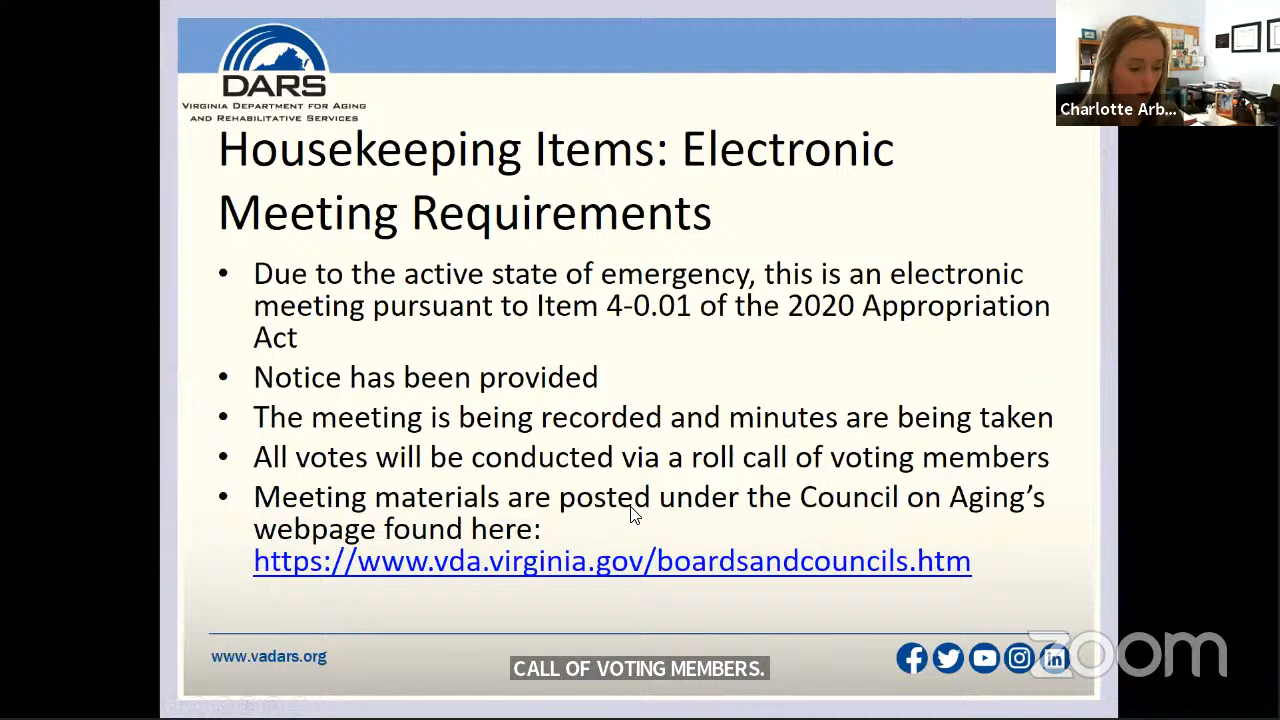 DARS
VIRGINIA DEPARTMENT FOR AGING
AND REHABILITATIVE SERVICES
Charlotte Arb...
Housekeeping Items: Electronic
Meeting Requirements
• Due to the active state of emergency, this is an electronic
meeting pursuant to Item 4-0.01 of the 2020 Appropriation
Act
• Notice has been provided
• The meeting is being recorded and minutes are being taken
• All votes will be conducted via a roll call of voting members
• Meeting materials are posted under the Council on Aging’s
webpage found here:
https://www.vda.virginia.gov/boardsandcouncils.htm
www.vadars.org
CALL OF VOTING MEMBERS.
zoom